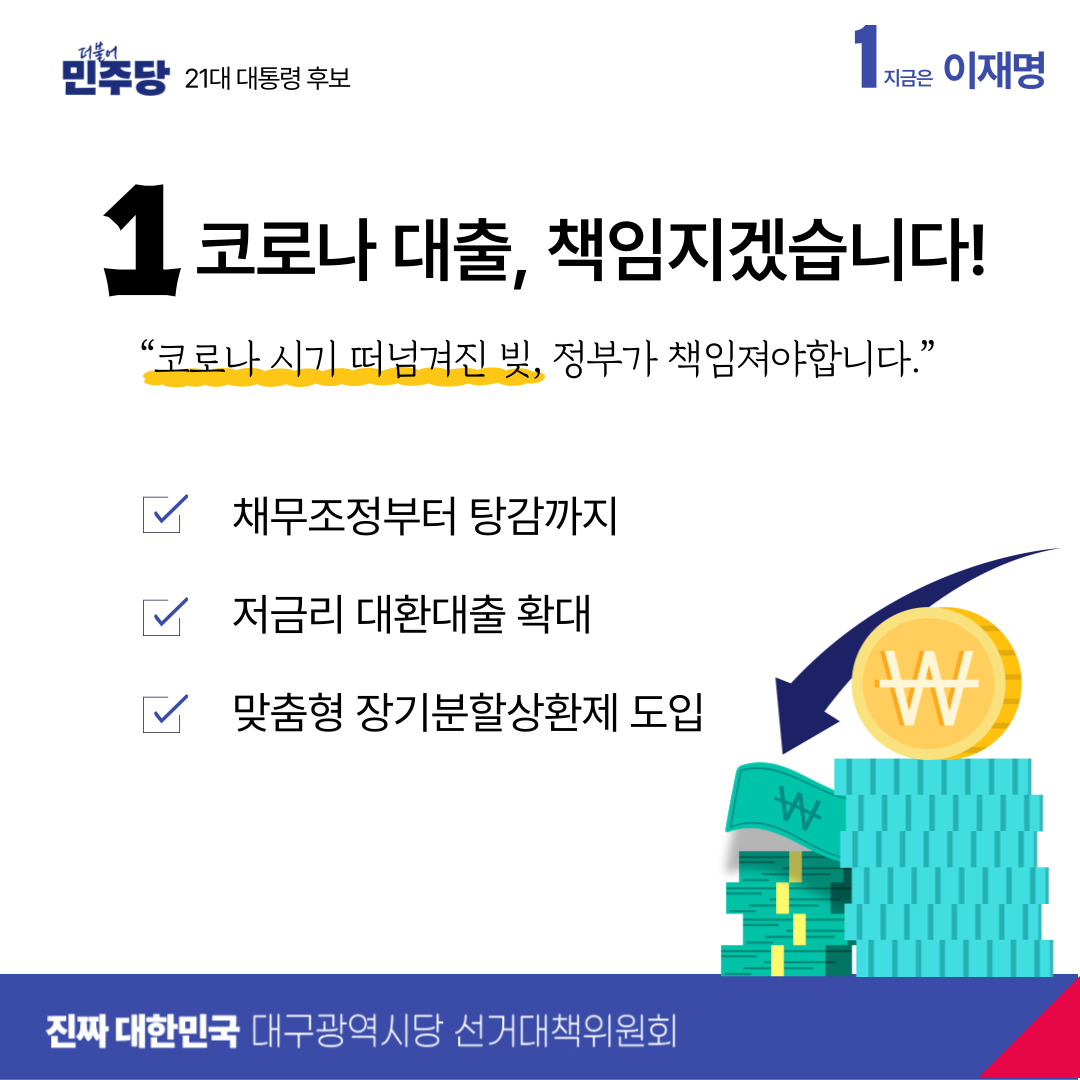 더불어
민주당 21대 대통령 후보
1 지금은 이재명
1 코로나 대출, 책임지겠습니다!
“코로나 시기 떠넘겨진 빚, 정부가 책임져야합니다.”
채무조정부터 탕감까지
저금리 대환대출 확대
맞춤형 장기분할상환제 도입
₩
₩
진짜 대한민국 대구광역시당 선거대책위원회